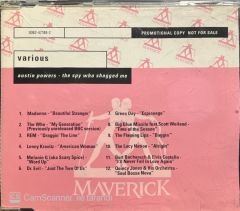 9362-47348-2
PROMOTIONAL COPY NOT FOR SALE
various
austin powers - the spy who shagged me
1. Madonna - "Beautiful Stranger"
2. The Who - "My Generation"
(Previously unreleased BBC version)
3. REM - "Draggin' The Line"
4. Lenny Kravitz - "American Woman"
5. Melanie G (aka Scary Spice)
"Word Up"
6. Dr. Evil - "Just The Two Of Us"
7. Green Day - "Espionage"
8. Big Blue Missile feat. Scott Weiland -
"Time of the Season"
9. The Flaming Lips - "Buggin'"
10. The Lucy Nation - "Alright"
11. Burt Bacharach & Elvis Costello -
"I'll Never Fall In Love Again"
12. Quincy Jones & His Orchestra -
"Soul Bossa Nova"
MAVERICK
CamScanner